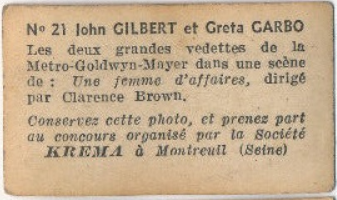 No 21 John GILBERT et Greta GARBO
Les deux grandes vedettes de la
Metro-Goldwyn-Mayer dans une scène
de : Une femme d'affaires, dirigé
par Clarence Brown.
Conservez cette photo, et prenez part
au concours organisé par la Société
KREMA à Montreuil (Seine)